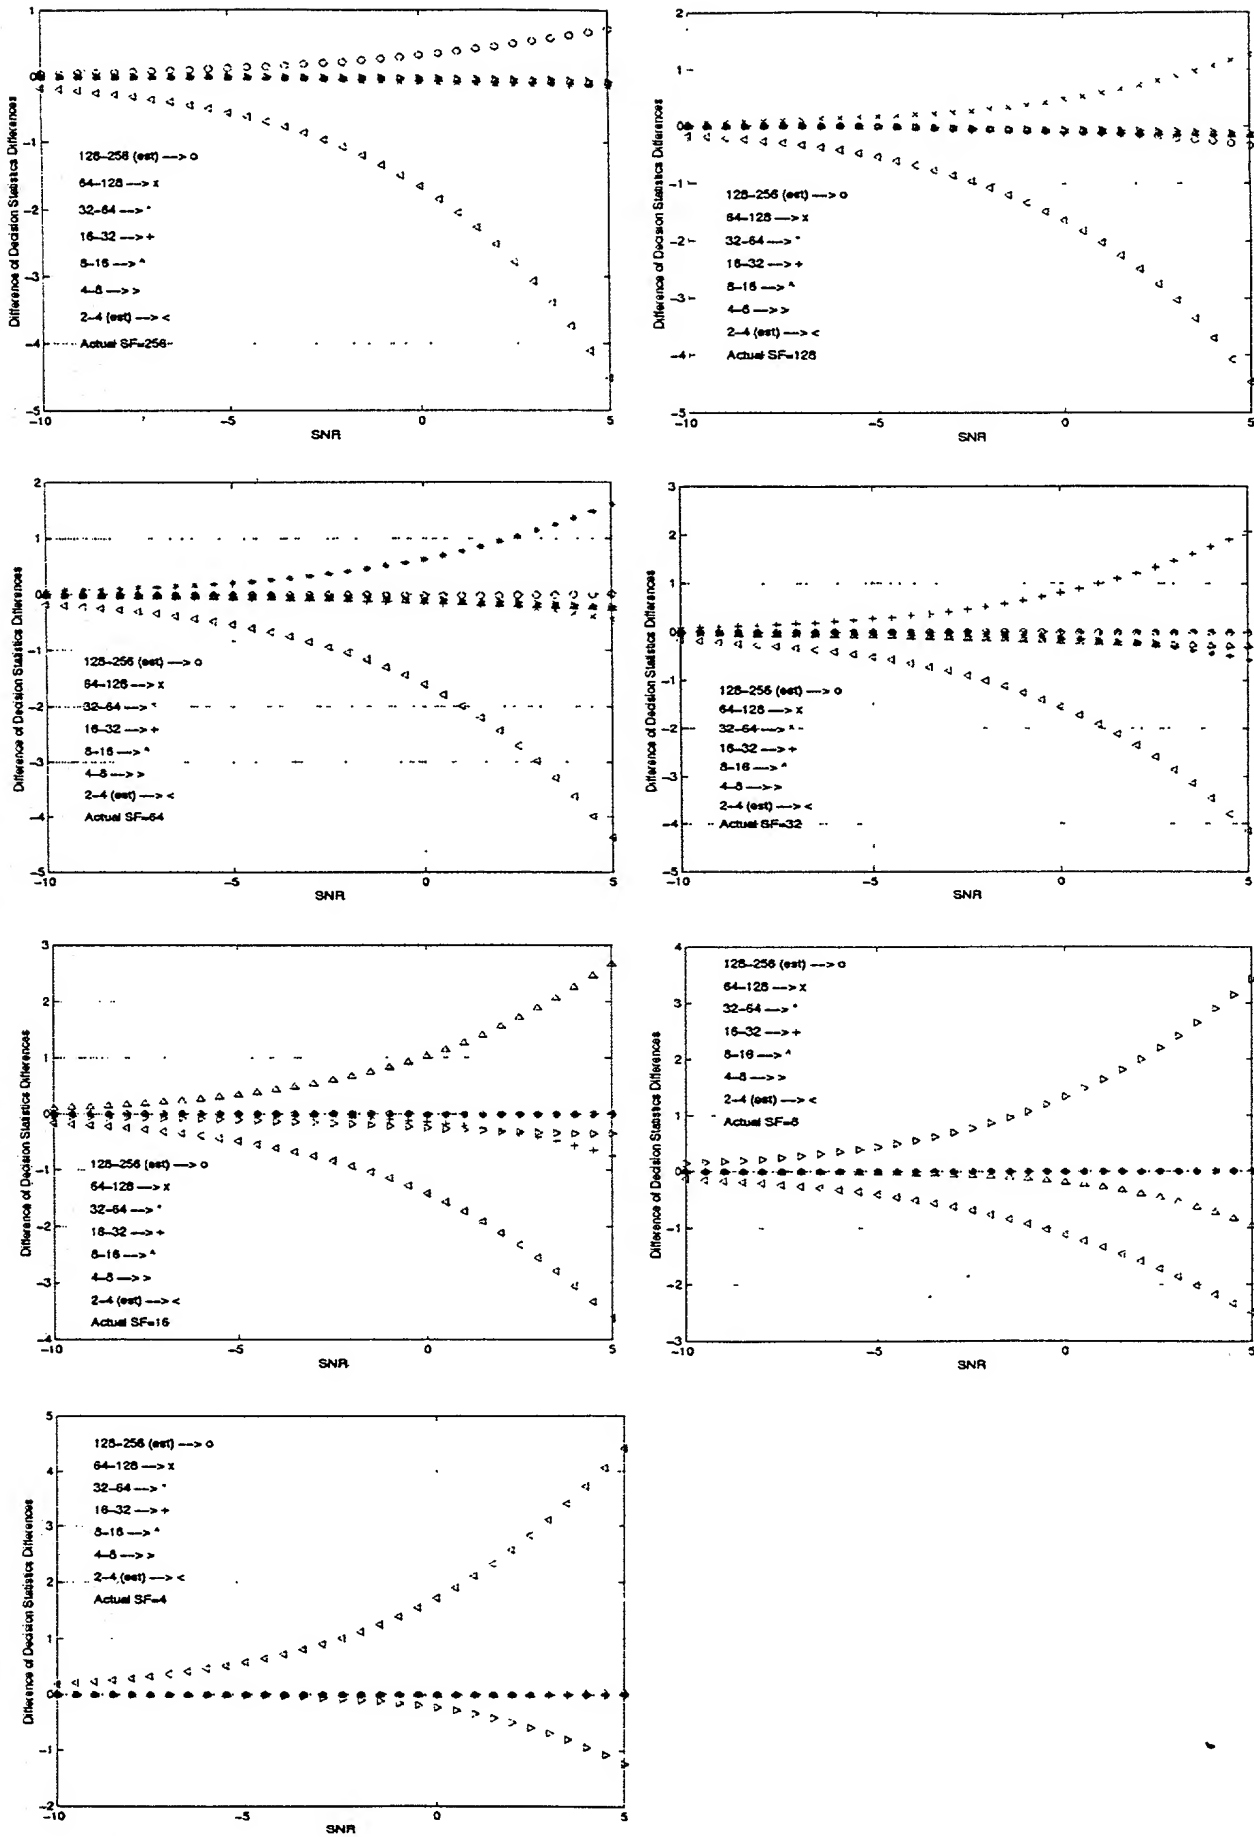 1
0
-1
-2
-3
-4
-5
Difference of Decision Statistics Differences
128-256 (est) ---> o
64-128 ---> x
32-64 ---> *
16-32 ---> +
8-16 ---> ^
4-8 ---> >
2-4 (est) ---> <
Actual SF=256
-10
-5
0
5
SNR
2
1
0
-1
-2
-3
-4
-5
Difference of Decision Statistics Differences
128-256 (est) ---> o
64-128 ---> x
32-64 ---> *
16-32 ---> +
8-16 ---> ^
4-8 ---> >
2-4 (est) ---> <
Actual SF=128
-10
-5
0
5
SNR
2
1
0
-1
-2
-3
-4
-5
Difference of Decision Statistics Differences
128-256 (est) ---> o
64-128 ---> x
32-64 ---> *
16-32 ---> +
8-16 ---> ^
4-8 ---> >
2-4 (est) ---> <
Actual SF=64
-10
-5
0
5
SNR
3
2
1
0
-1
-2
-3
-4
-5
Difference of Decision Statistics Differences
128-256 (est) ---> o
64-128 ---> x
32-64 ---> *
16-32 ---> +
8-16 ---> ^
4-8 ---> >
2-4 (est) ---> <
Actual SF=32
-10
-5
0
5
SNR
3
2
1
0
-1
-2
-3
-4
Difference of Decision Statistics Differences
128-256 (est) ---> o
64-128 ---> x
32-64 ---> *
16-32 ---> +
8-16 ---> ^
4-8 ---> >
2-4 (est) ---> <
Actual SF=16
-10
-5
0
5
SNR
4
3
2
1
0
-1
-2
-3
Difference of Decision Statistics Differences
128-256 (est) ---> o
64-128 ---> x
32-64 ---> *
16-32 ---> +
8-16 ---> ^
4-8 ---> >
2-4 (est) ---> <
Actual SF=8
-10
-5
0
5
SNR
5
4
3
2
1
0
-1
-2
Difference of Decision Statistics Differences
128-256 (est) ---> o
64-128 ---> x
32-64 ---> *
16-32 ---> +
8-16 ---> ^
4-8 ---> >
2-4 (est) ---> <
Actual SF=4
-10
-5
0
5
SNR